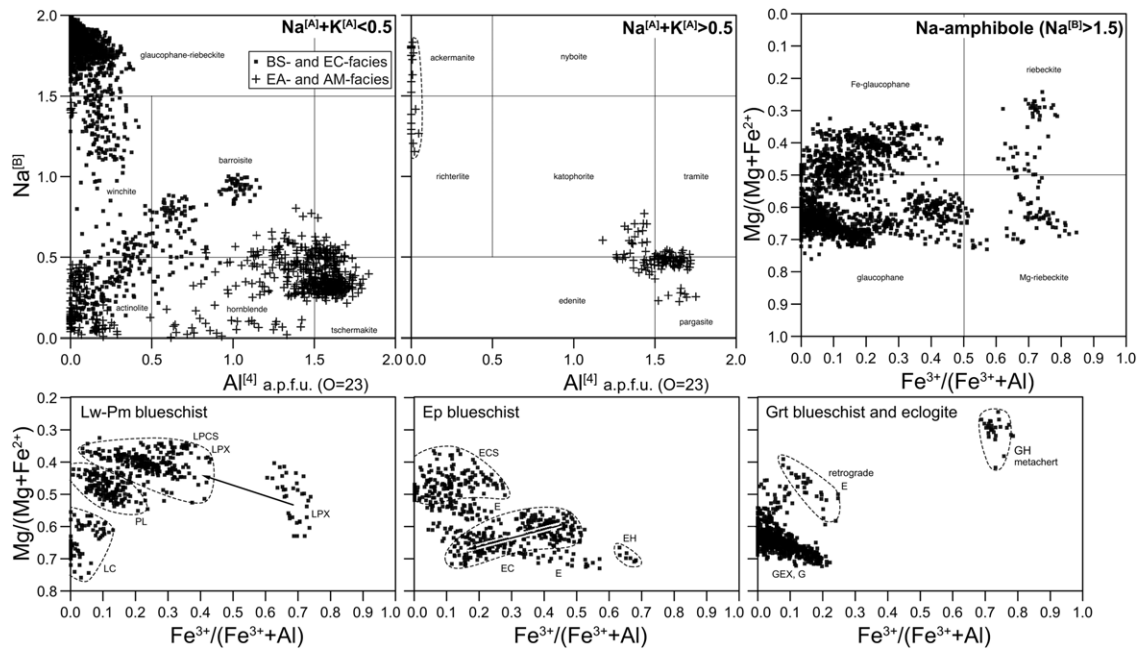 Na[A]+K[A]<0.5
glaucophane-riebeckite
BS- and EC-facies
EA- and AM-facies
barroisite
winchite
actinolite
hornblende
tschermakite
Na[B]
2.0
1.5
1.0
0.5
0.0
0.0 0.5 1.0 1.5
Al[4] a.p.f.u. (O=23)
Na[A]+K[A]>0.5
ackermanite
nyboite
richterlite
katophorite
tramite
edenite
pargasite
0.0 0.5 1.0 1.5 2.0
Al[4] a.p.f.u. (O=23)
Na-amphibole (Na[B]>1.5)
riebeckite
Fe-glaucophane
glaucophane
Mg-riebeckite
Mg/(Mg+Fe2+)
0.0
0.1
0.2
0.3
0.4
0.5
0.6
0.7
0.8
0.9
1.0
0.0 0.1 0.2 0.3 0.4 0.5 0.6 0.7 0.8 0.9 1.0
Fe3+/(Fe3++Al)
Lw-Pm blueschist
LPCS
LPX
LPX
PL
LC
Mg/(Mg+Fe2+)
0.2
0.3
0.4
0.5
0.6
0.7
0.8
0.0 0.1 0.2 0.3 0.4 0.5 0.6 0.7 0.8 0.9 1.0
Fe3+/(Fe3++Al)
Ep blueschist
ECS
E
EH
EC
E
0.0 0.1 0.2 0.3 0.4 0.5 0.6 0.7 0.8 0.9 1.0
Fe3+/(Fe3++Al)
Grt blueschist and eclogite
GH
metachert
retrograde
E
GEX, G
0.0 0.1 0.2 0.3 0.4 0.5 0.6 0.7 0.8 0.9 1.0
Fe3+/(Fe3++Al)